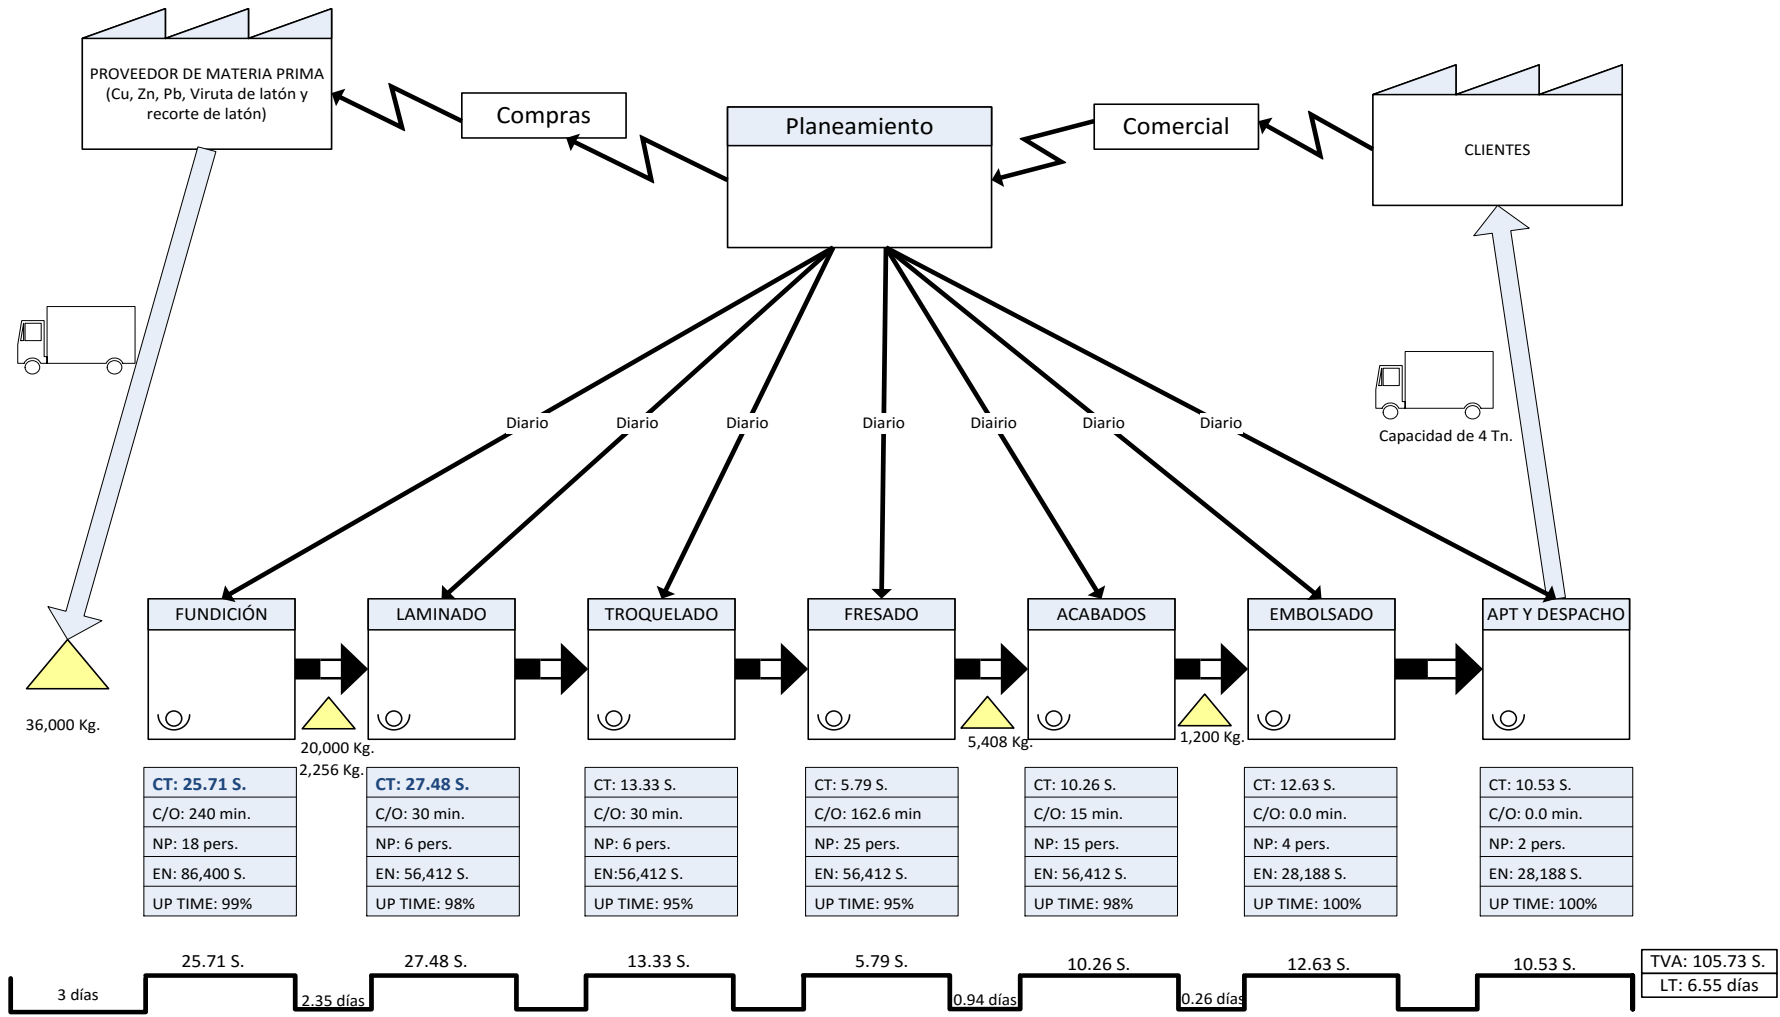 PROVEEDOR DE MATERIA PRIMA
(Cu, Zn, Pb, Viruta de latón y
recorte de latón)
Compras
Planeamiento
Comercial
CLIENTES
Capacidad de 4 Tn.
Diario
Diario
Diario
Diario
Dairio
Diario
Diario
FUNDICIÓN
LAMINADO
TROQUELADO
FRESADO
ACABADOS
EMBOLSADO
APT Y DESPACHO
36,000 Kg.
20,000 Kg.
2,256 Kg.
5,408 Kg.
1,200 Kg.
CT: 25.71 S.
C/O: 240 min.
NP: 18 pers.
EN: 86,400 S.
UP TIME: 99%
CT: 27.48 S.
C/O: 30 min.
NP: 6 pers.
EN: 56,412 S.
UP TIME: 98%
CT: 13.33 S.
C/O: 30 min.
NP: 6 pers.
EN:56,412 S.
UP TIME: 95%
CT: 5.79 S.
C/O: 162.6 min
NP: 25 pers.
EN: 56,412 S.
UP TIME: 95%
CT: 10.26 S.
C/O: 15 min.
NP: 15 pers.
EN: 56,412 S.
UP TIME: 98%
CT: 12.63 S.
C/O: 0.0 min.
NP: 4 pers.
EN: 28,188 S.
UP TIME: 100%
CT: 10.53 S.
C/O: 0.0 min.
NP: 2 pers.
EN: 28,188 S.
UP TIME: 100%
3 días
25.71 S.
2.35 días
27.48 S.
13.33 S.
5.79 S.
0.94 días
10.26 S.
0.26 días
12.63 S.
10.53 S.
TVA: 105.73 S.
LT: 6.55 días